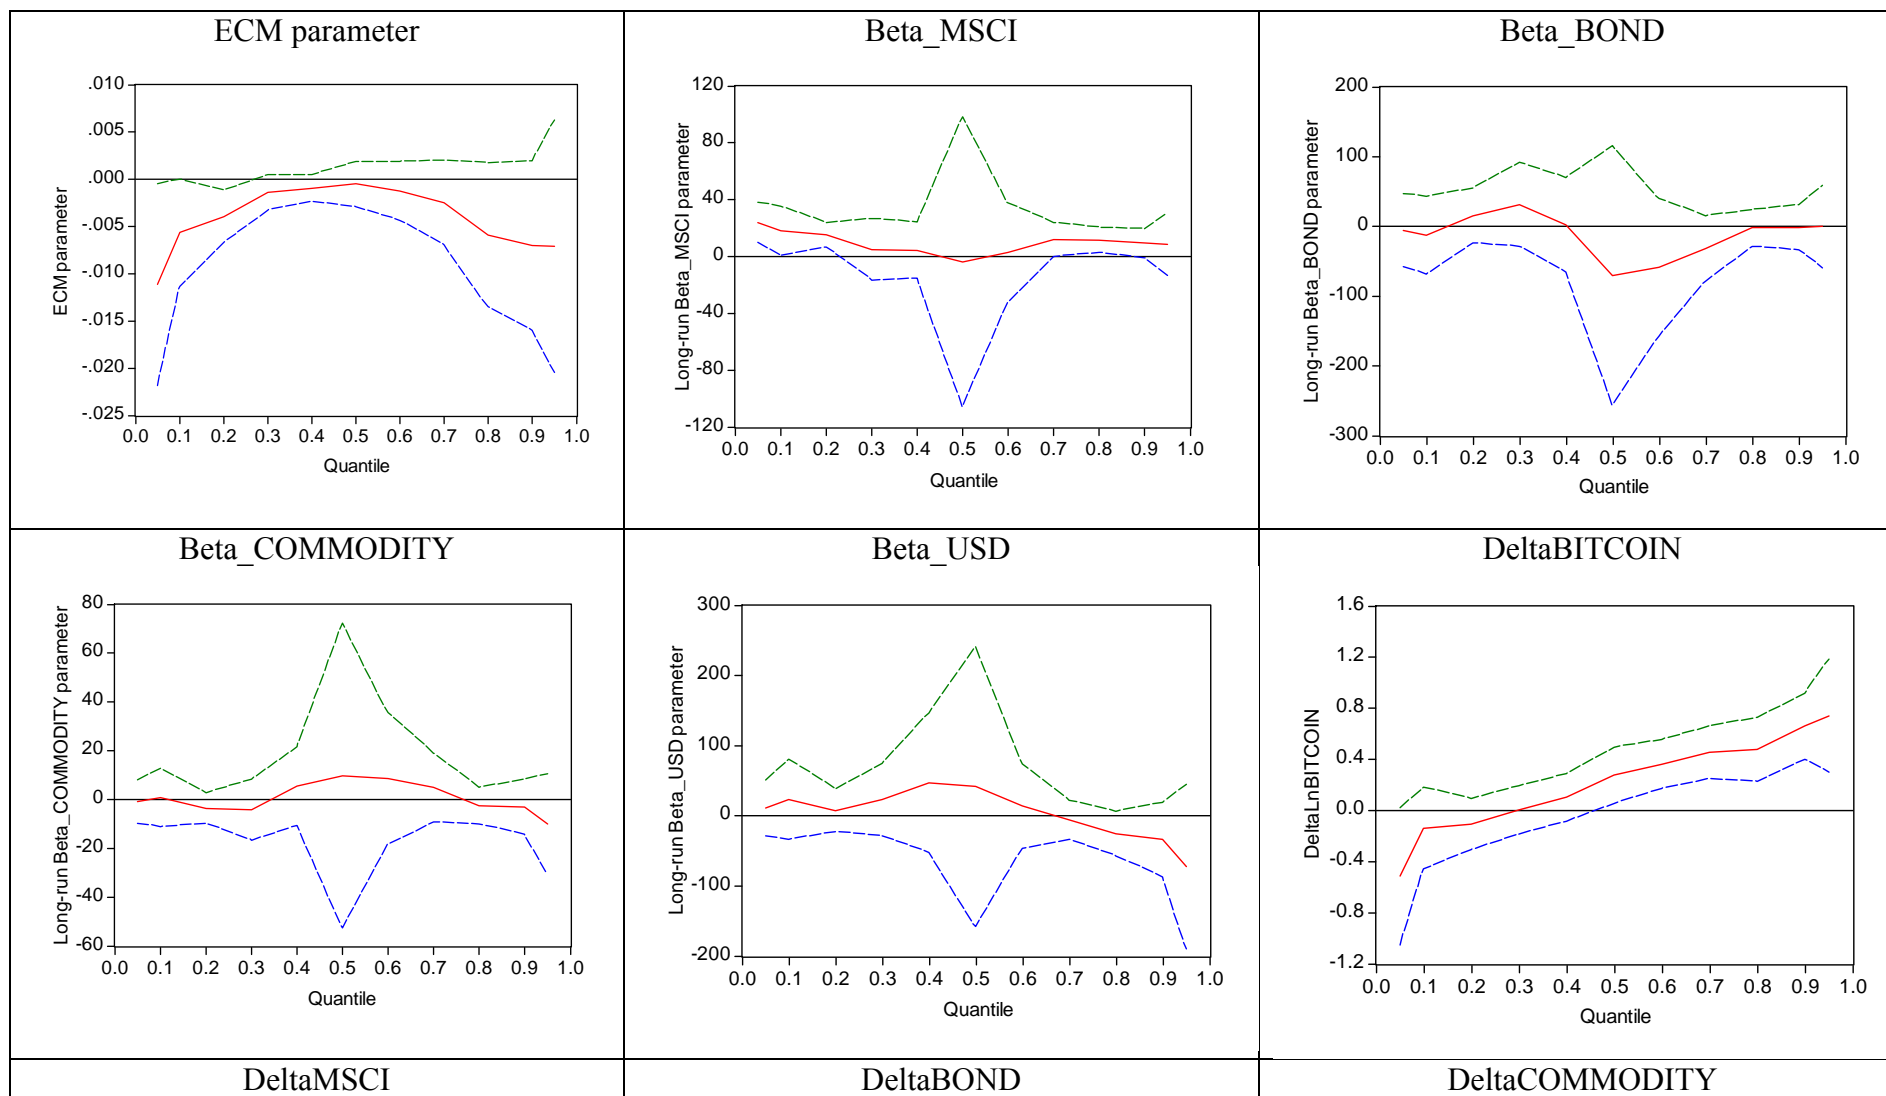 ECM parameter
Beta_MSCI
Beta_BOND
.010
.005
.000
-.005
-.010
-.015
-.020
-.025
ECM parameter
0.0 0.1 0.2 0.3 0.4 0.5 0.6 0.7 0.8 0.9 1.0
Quantile
120
80
40
0
-40
-80
-120
Long-run Beta_MSCI parameter
0.0 0.1 0.2 0.3 0.4 0.5 0.6 0.7 0.8 0.9 1.0
Quantile
200
100
0
-100
-200
-300
Long-run Beta_BOND parameter
0.0 0.1 0.2 0.3 0.4 0.5 0.6 0.7 0.8 0.9 1.0
Quantile
Beta_COMMODITY
Beta_USD
DeltaBITCOIN
80
60
40
20
0
-20
-40
-60
Long-run Beta_COMMODITY parameter
0.0 0.1 0.2 0.3 0.4 0.5 0.6 0.7 0.8 0.9 1.0
Quantile
300
200
100
0
-100
-200
Long-run Beta_USD parameter
0.0 0.1 0.2 0.3 0.4 0.5 0.6 0.7 0.8 0.9 1.0
Quantile
1.6
1.2
0.8
0.4
0.0
-0.4
-0.8
-1.2
DeltaLnBITCOIN
0.0 0.1 0.2 0.3 0.4 0.5 0.6 0.7 0.8 0.9 1.0
Quantile
DeltaMSCI
DeltaBOND
DeltaCOMMODITY